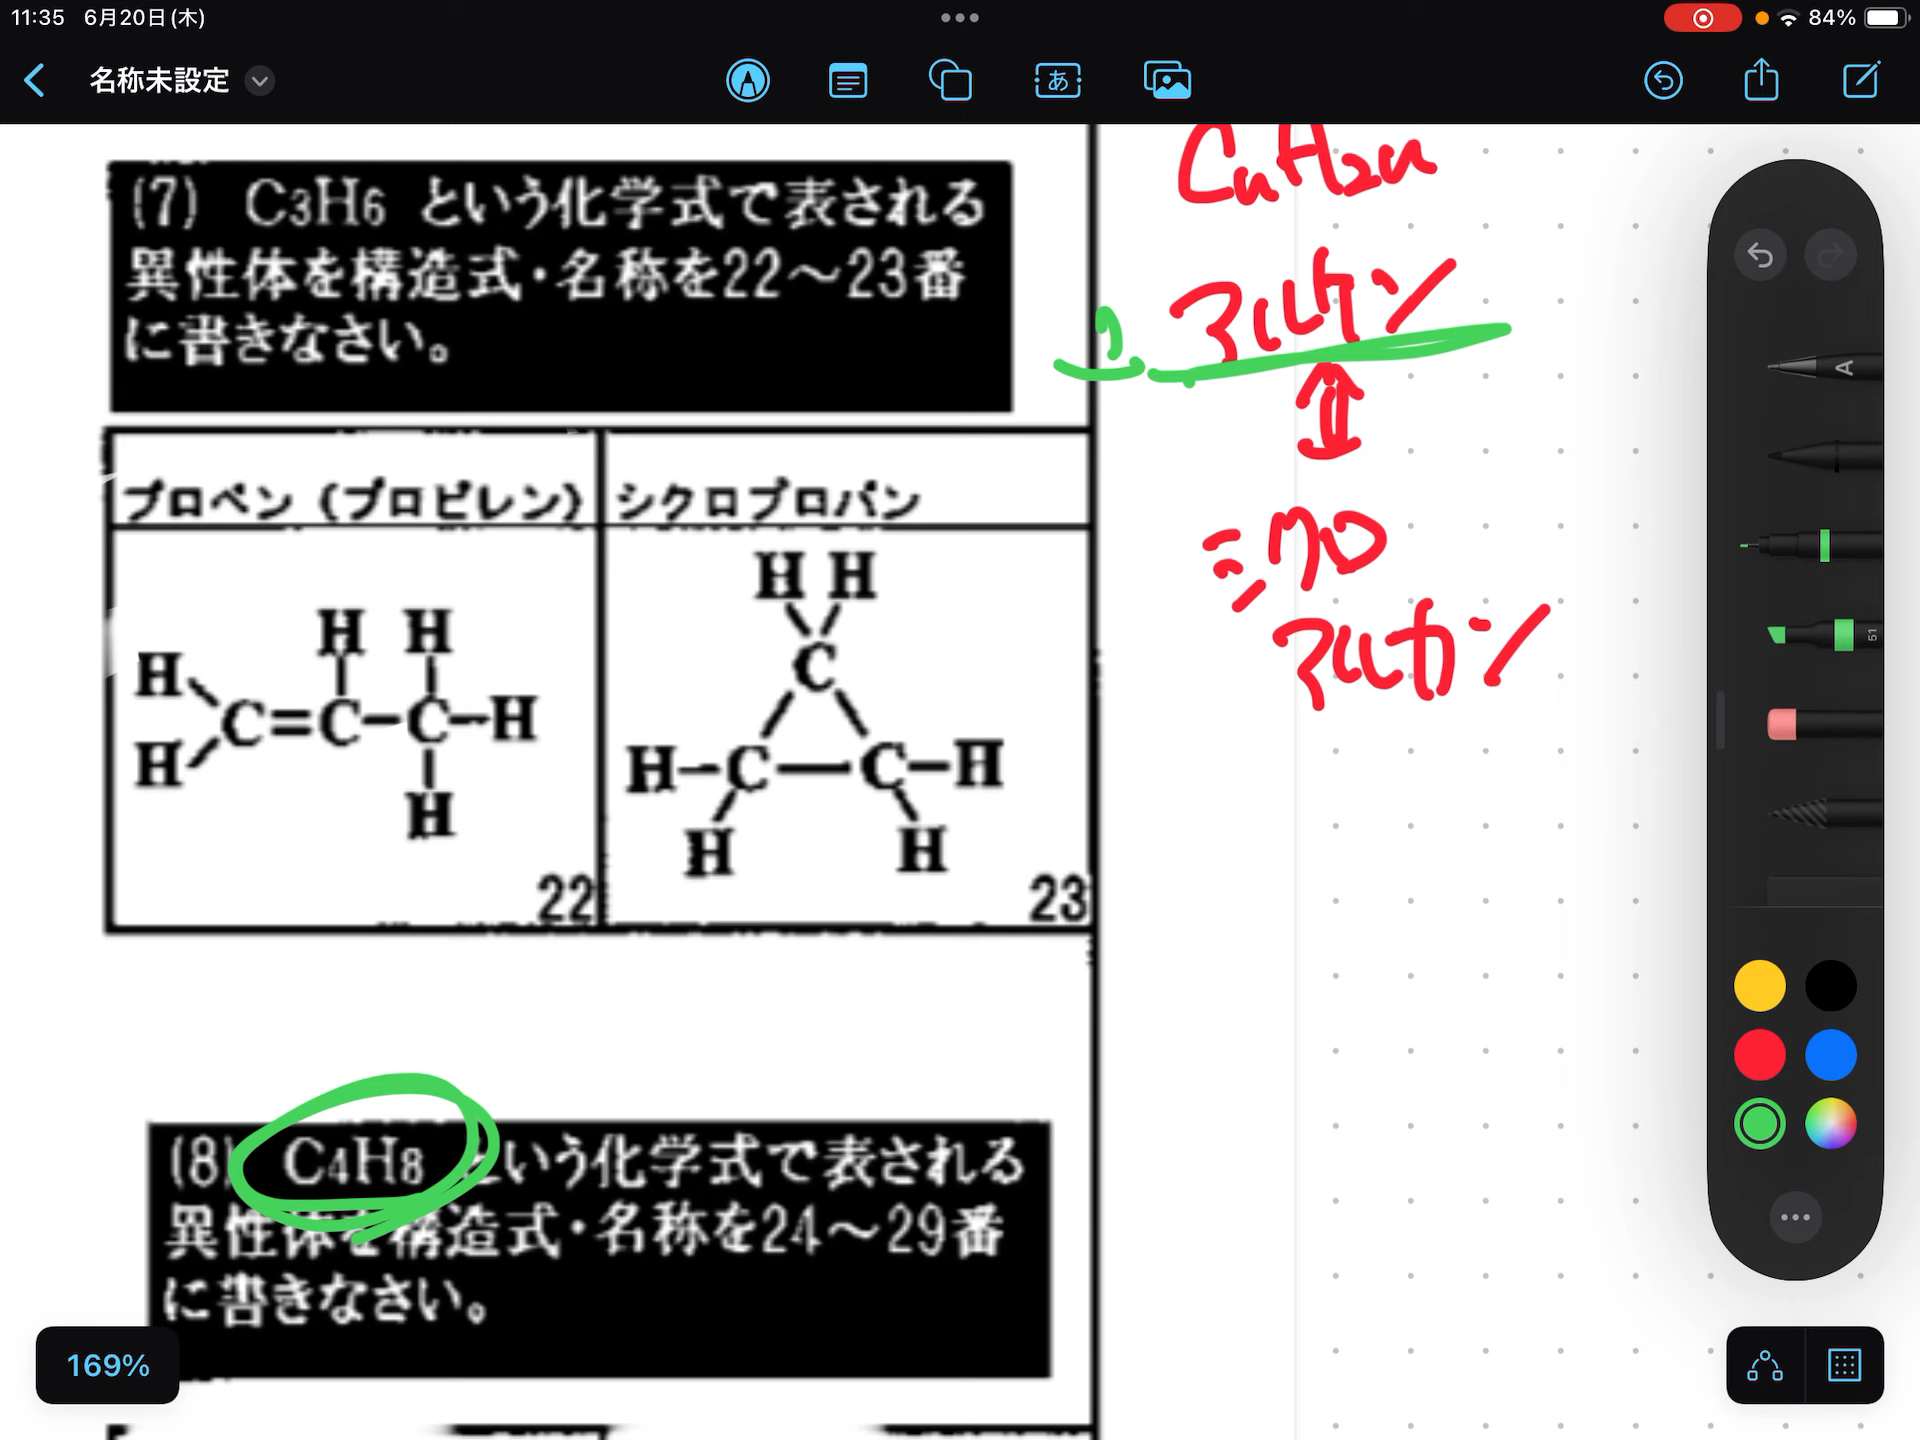 11:35 6月20日(木)
84%
名称未設定
あ
(7) C3H6 という化学式で表される
異性体を構造式・名称を22～23番
に書きなさい。
CnH2n
アルケン
シクロ
アルカン
プロペン (プロピレン)
シクロプロパン
H H
H
C=C-C-H
H
H
22
H H
C
H-C-C-H
H H
23
(8) C4H8 という化学式で表される
異性体を構造式・名称を24～29番
に書きなさい。
A
51
169%